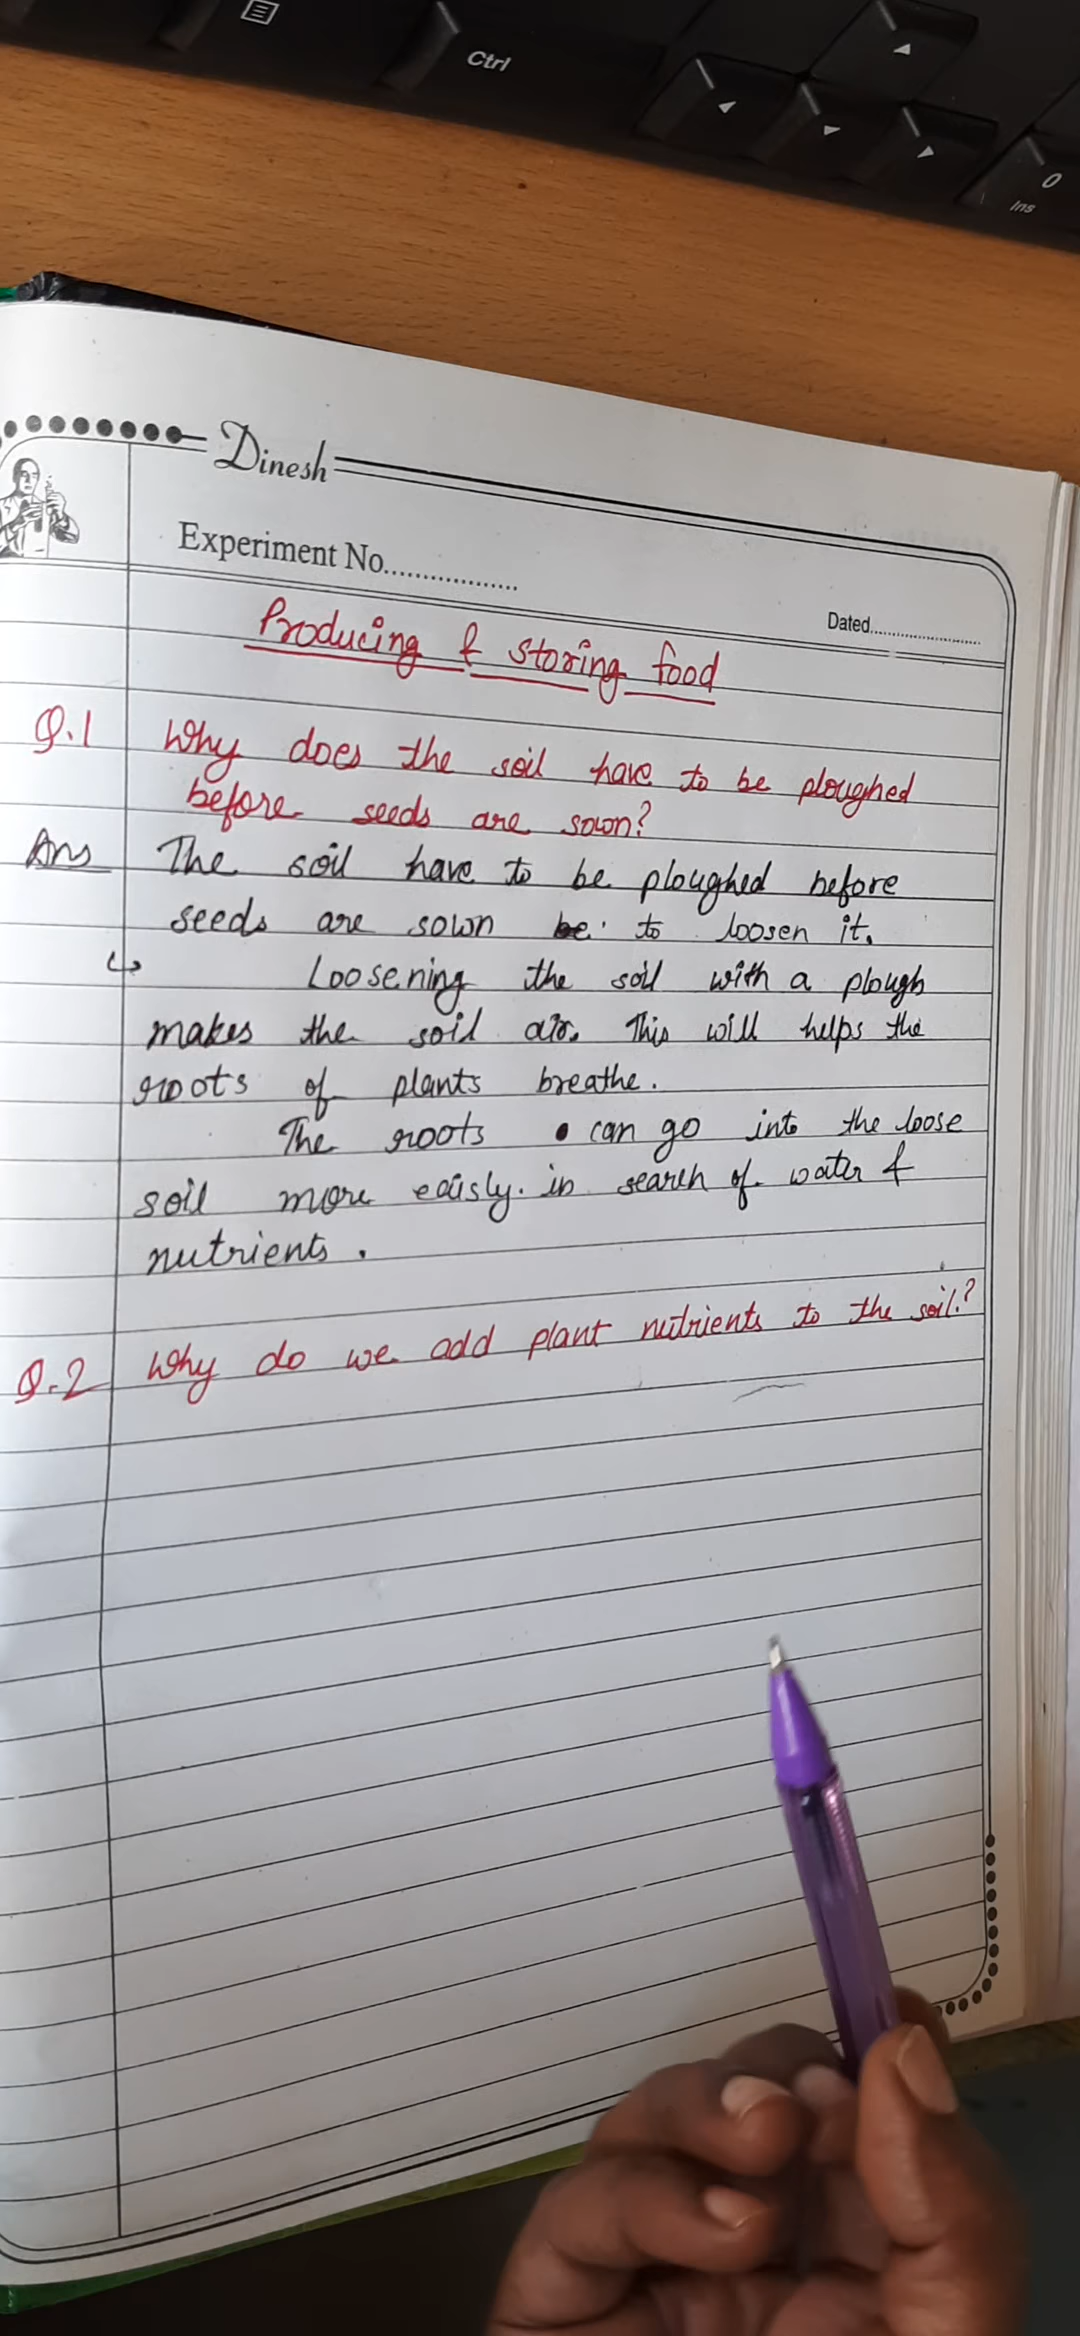 Ctrl
0
Ins
Dinesh
Experiment No..................
Dated..........................
Producing & storing food
Q.1 Why does the soil have to be ploughed
before seeds are sown?
Ans The soil have to be ploughed before
seeds are sown be to loosen it.
↳ Loosening the soil with a plough
makes the soil air. This will helps the
roots of plants breathe.
The roots can go into the loose
soil more eaisly. in search of water &
nutrients.
Q.2 Why do we add plant nutrients to the soil?